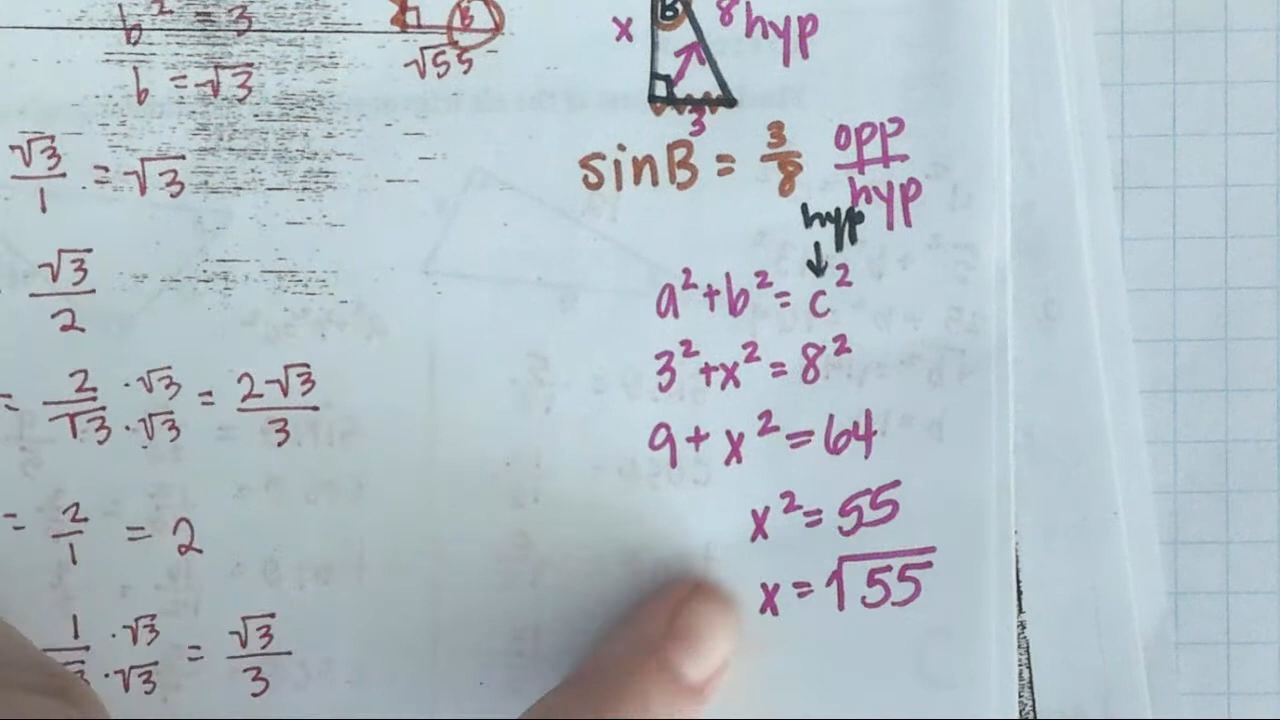 b² = 3
b = √3
√3/1 = √3
√3/2
= 2/√3 · √3/√3 = 2√3/3
= 2/1 = 2
1/√3 · √3/√3 = √3/3
B
√55
x B 8 hyp
3
sinB = 3/8 opp/hyp
hyp
↓
a² + b² = c²
3² + x² = 8²
9 + x² = 64
x² = 55
x = √55